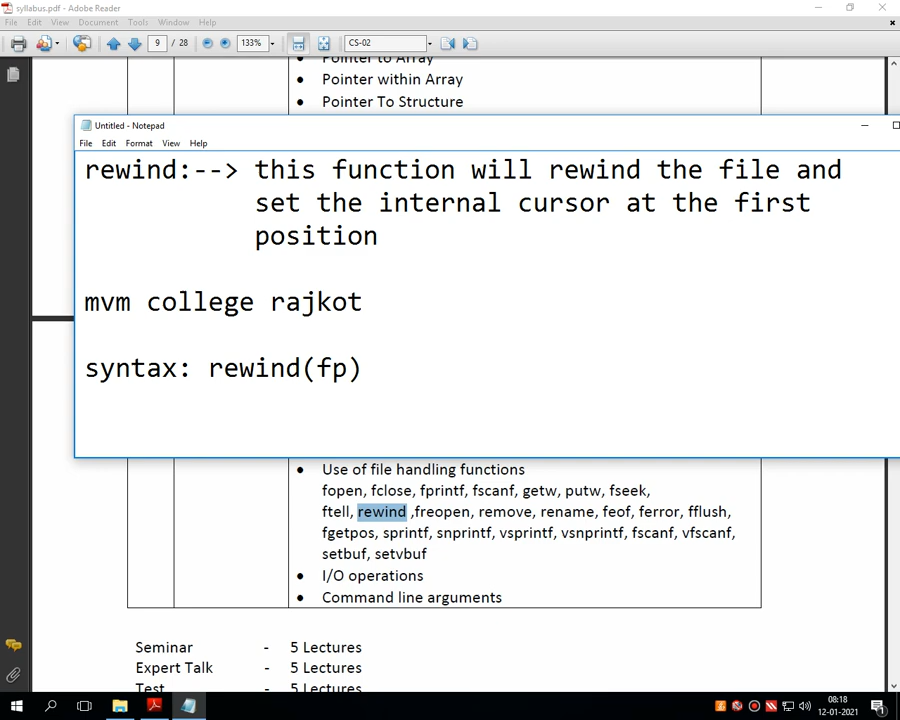 syllabus.pdf - Adobe Reader
File Edit View Document Tools Window Help
9 / 28 133% CS-02
Pointer to Array
• Pointer within Array
• Pointer To Structure
Untitled - Notepad
File Edit Format View Help
rewind:--> this function will rewind the file and
set the internal cursor at the first
position
mvm college rajkot
syntax: rewind(fp)
• Use of file handling functions
fopen, fclose, fprintf, fscanf, getw, putw, fseek,
ftell, rewind ,freopen, remove, rename, feof, ferror, fflush,
fgetpos, sprintf, snprintf, vsprintf, vsnprintf, fscanf, vfscanf,
setbuf, setvbuf
• I/O operations
• Command line arguments
Seminar - 5 Lectures
Expert Talk - 5 Lectures
Test - 5 Lectures
08:18
12-01-2021